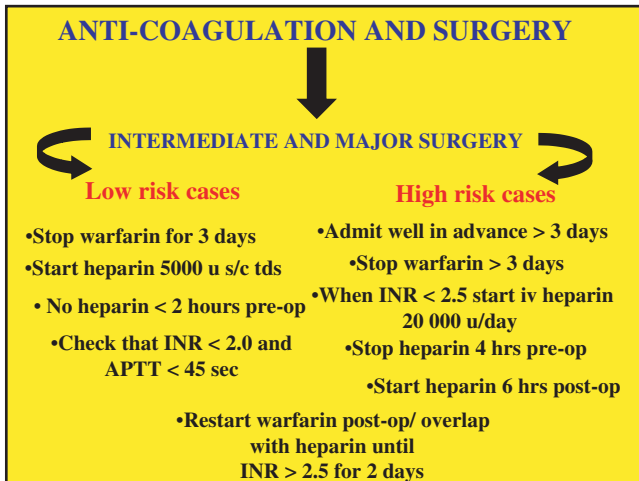 ANTI-COAGULATION AND SURGERY
INTERMEDIATE AND MAJOR SURGERY
Low risk cases
•Stop warfarin for 3 days
•Start heparin 5000 u s/c tds
• No heparin < 2 hours pre-op
•Check that INR < 2.0 and
APTT < 45 sec
High risk cases
•Admit well in advance > 3 days
•Stop warfarin > 3 days
•When INR < 2.5 start iv heparin
20 000 u/day
•Stop heparin 4 hrs pre-op
•Start heparin 6 hrs post-op
•Restart warfarin post-op/ overlap
with heparin until
INR > 2.5 for 2 days